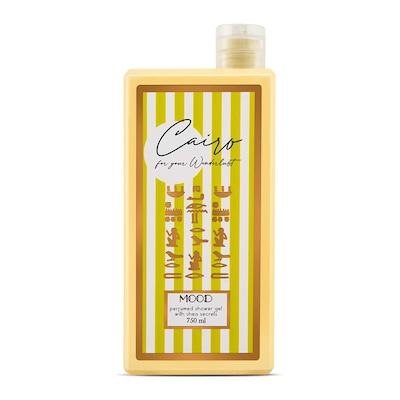 Cairo
for your Wanderlust
MOOD
perfumed shower gel
with shea secrets
750 ml